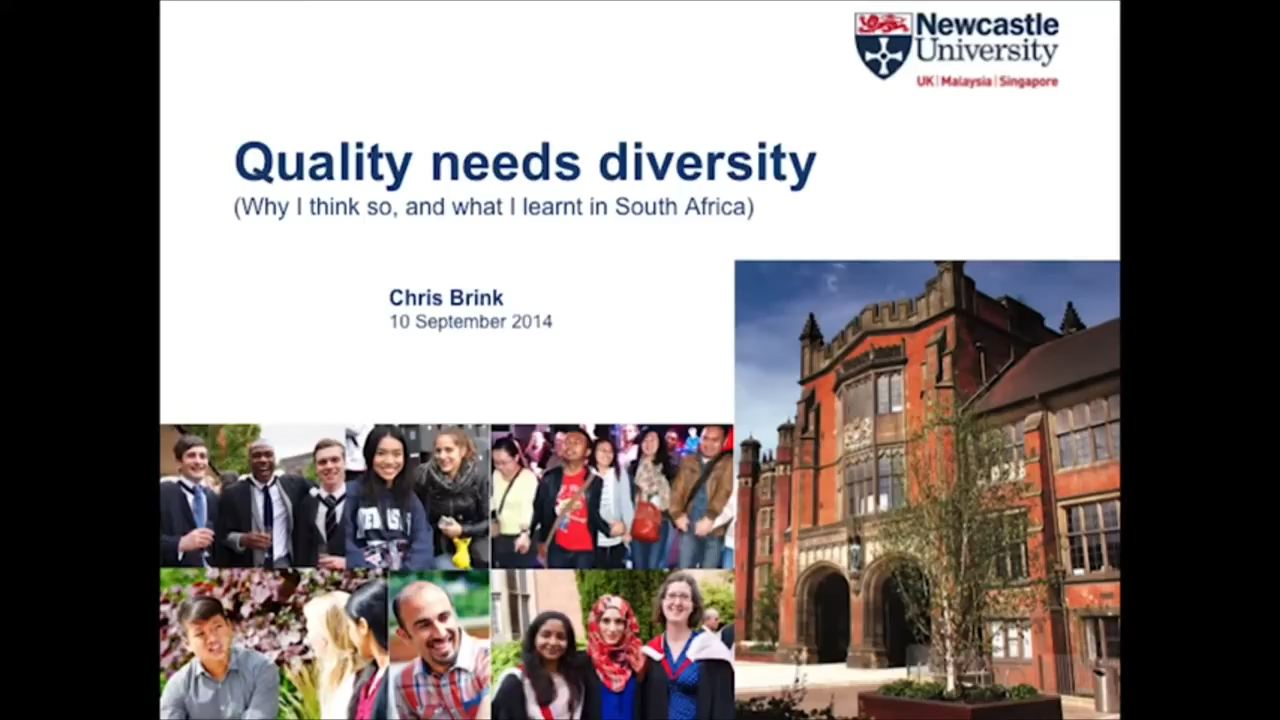 Newcastle
University
UK | Malaysia | Singapore
Quality needs diversity
(Why I think so, and what I learnt in South Africa)
Chris Brink
10 September 2014